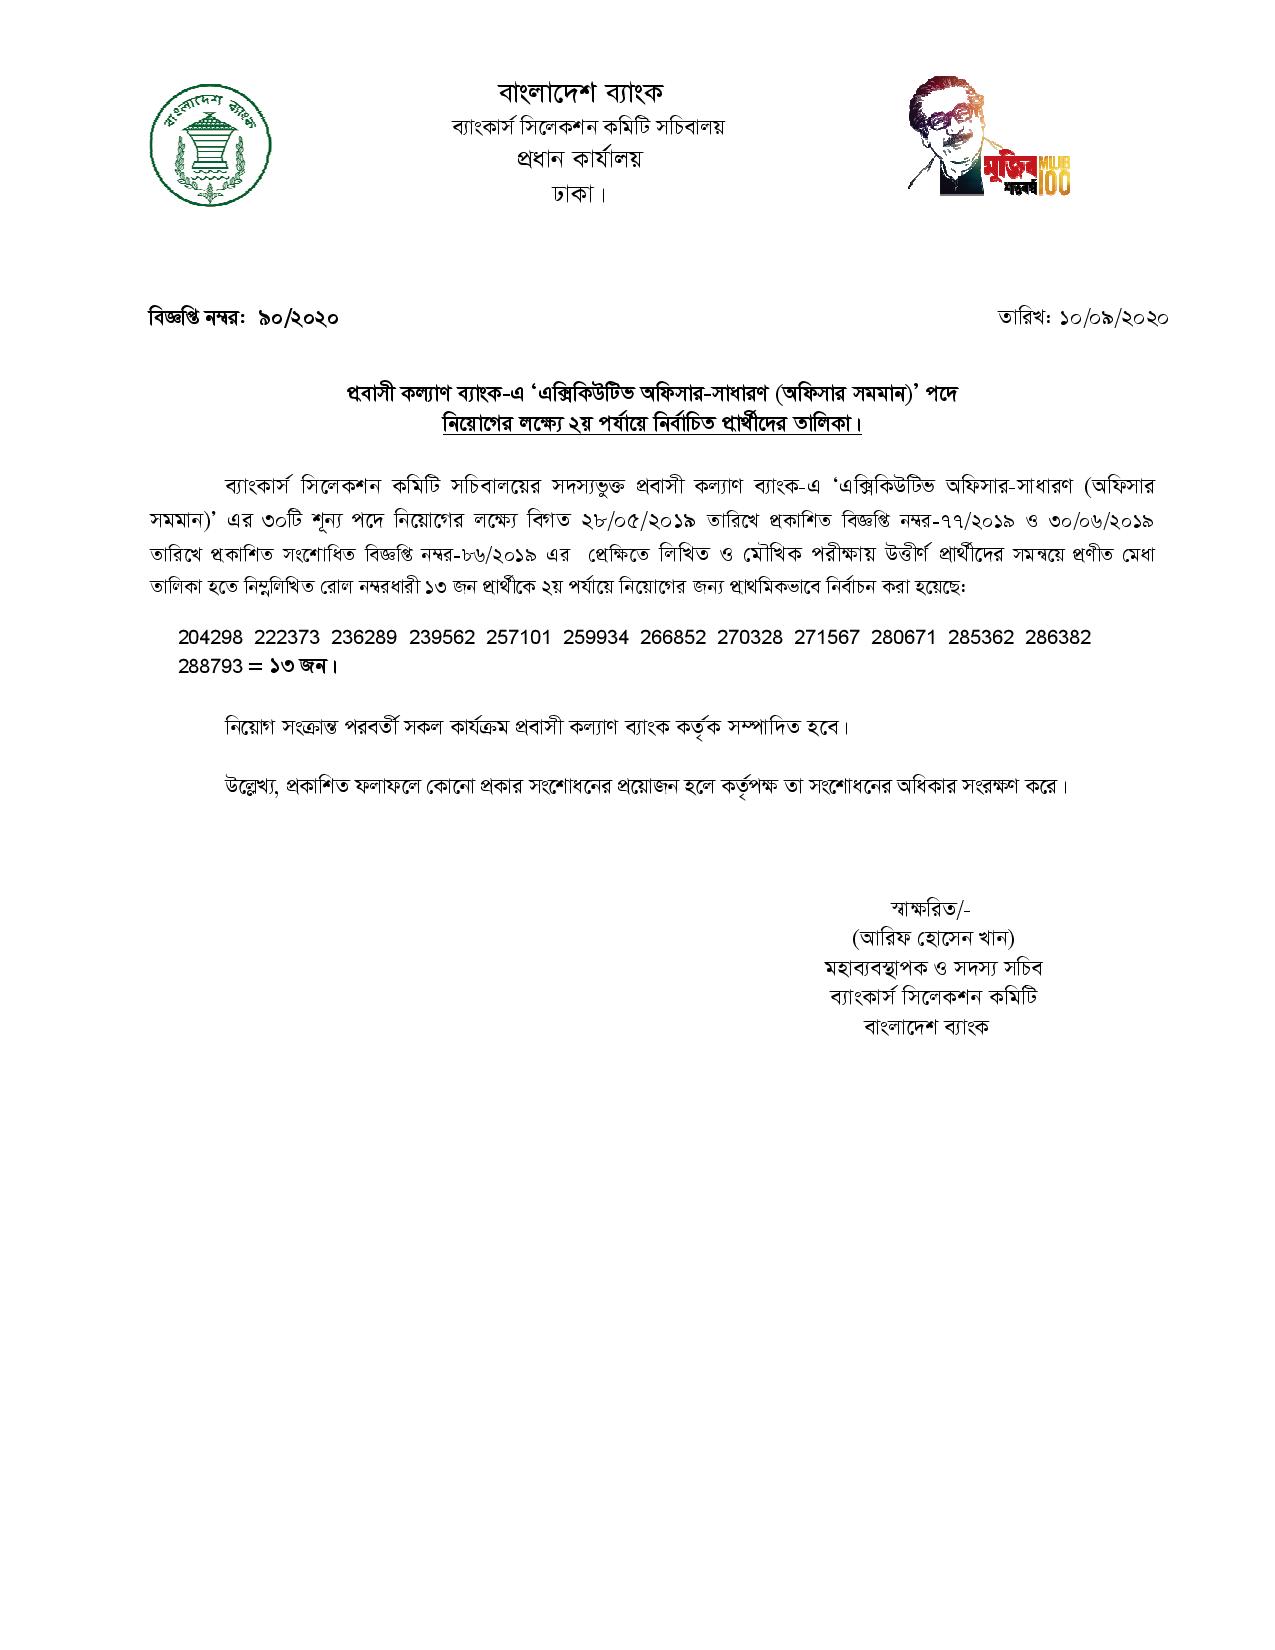 বাংলাদেশ ব্যাংক
ব্যাংকার্স সিলেকশন কমিটি সচিবালয়
প্রধান কার্যালয়
ঢাকা।
বাংলাদেশ ব্যাংক
মুজিব
শতবর্ষ
MUJIB
100
বিজ্ঞপ্তি নম্বর: ৯০/২০২০
তারিখ: ১০/০৯/২০২০
প্রবাসী কল্যাণ ব্যাংক-এ ‘এক্সিকিউটিভ অফিসার-সাধারণ (অফিসার সমমান)’ পদে
নিয়োগের লক্ষ্যে ২য় পর্যায়ে নির্বাচিত প্রার্থীদের তালিকা।
ব্যাংকার্স সিলেকশন কমিটি সচিবালয়ের সদস্যভুক্ত প্রবাসী কল্যাণ ব্যাংক-এ ‘এক্সিকিউটিভ অফিসার-সাধারণ (অফিসার
সমমান)’ এর ৩০টি শূন্য পদে নিয়োগের লক্ষ্যে বিগত ২৮/০৫/২০১৯ তারিখে প্রকাশিত বিজ্ঞপ্তি নম্বর-৭৭/২০১৯ ও ৩০/০৬/২০১৯
তারিখে প্রকাশিত সংশোধিত বিজ্ঞপ্তি নম্বর-৮৬/২০১৯ এর প্রেক্ষিতে লিখিত ও মৌখিক পরীক্ষায় উত্তীর্ণ প্রার্থীদের সমন্বয়ে প্রণীত মেধা
তালিকা হতে নিম্নলিখিত রোল নম্বরধারী ১৩ জন প্রার্থীকে ২য় পর্যায়ে নিয়োগের জন্য প্রাথমিকভাবে নির্বাচন করা হয়েছে:
204298 222373 236289 239562 257101 259934 266852 270328 271567 280671 285362 286382
288793 = ১৩ জন।
নিয়োগ সংক্রান্ত পরবর্তী সকল কার্যক্রম প্রবাসী কল্যাণ ব্যাংক কর্তৃক সম্পাদিত হবে।
উল্লেখ্য, প্রকাশিত ফলাফলে কোনো প্রকার সংশোধনের প্রয়োজন হলে কর্তৃপক্ষ তা সংশোধনের অধিকার সংরক্ষণ করে।
স্বাক্ষরিত/-
(আরিফ হোসেন খান)
মহাব্যবস্থাপক ও সদস্য সচিব
ব্যাংকার্স সিলেকশন কমিটি
বাংলাদেশ ব্যাংক